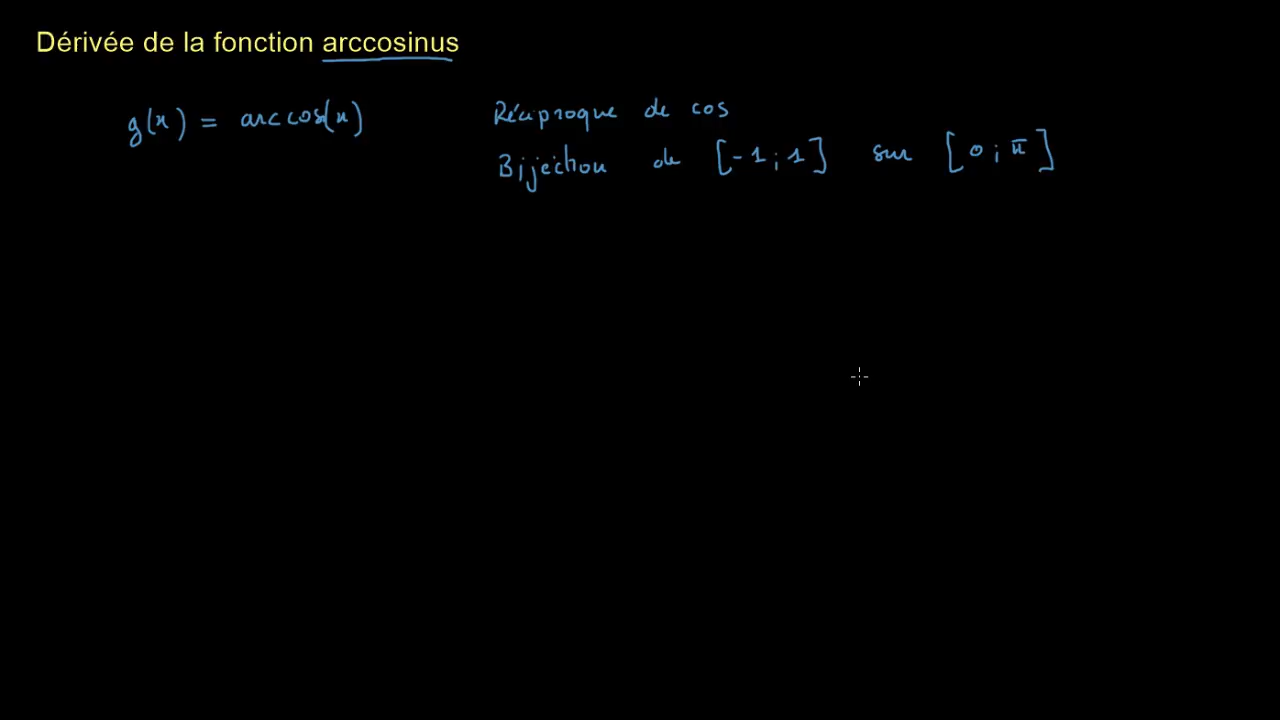 Dérivée de la fonction arccosinus
g(x) = arccos(x)
Réciproque de cos
Bijection de [-1 ; 1] sur [0 ; π]